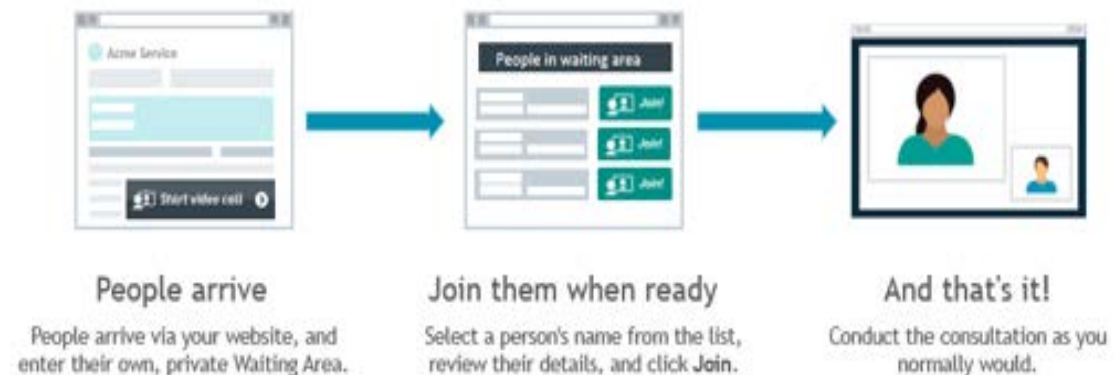 Acme Service
Start video call
People in waiting area
Join!
Join!
Join!
People arrive
People arrive via your website, and
enter their own, private Waiting Area.
Join them when ready
Select a person's name from the list,
review their details, and click Join.
And that's it!
Conduct the consultation as you
normally would.